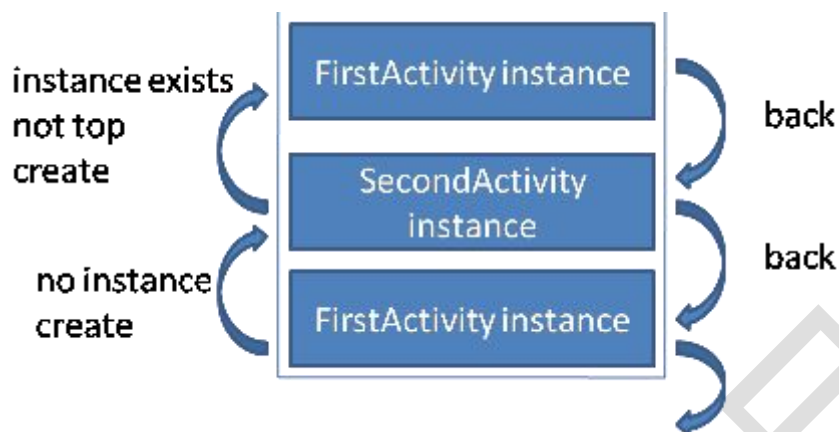 FirstActivity instance
instance exists
not top
create
back
SecondActivity
instance
no instance
create
back
FirstActivity instance